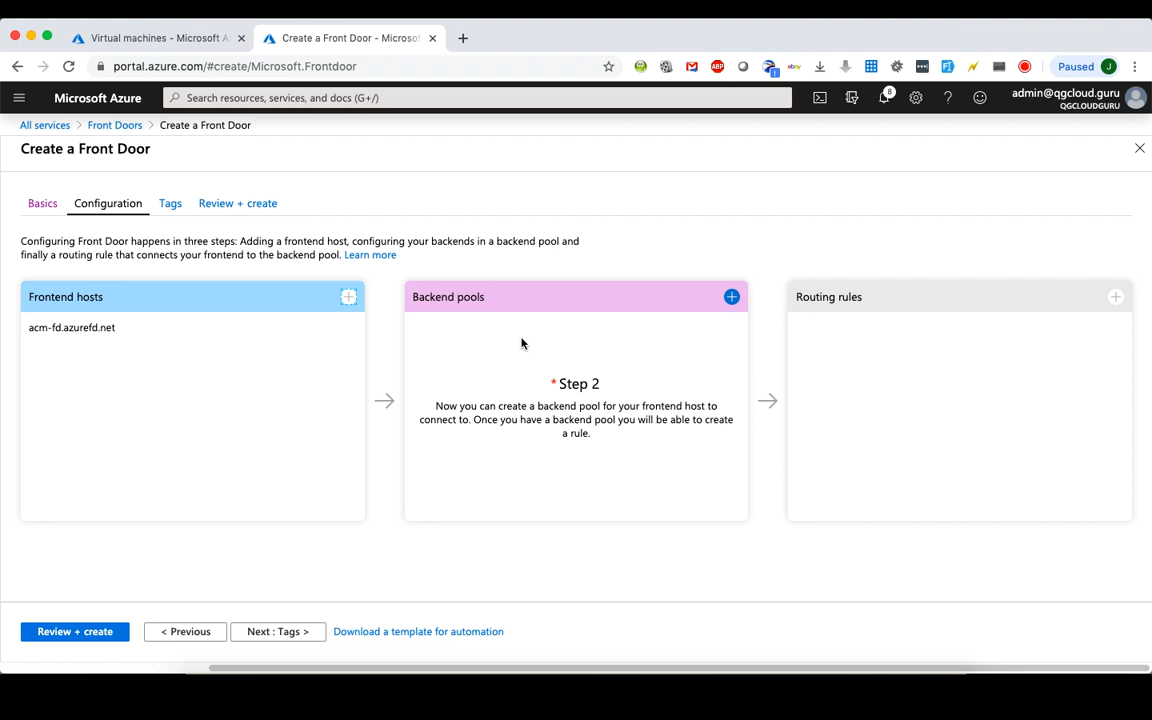 Virtual machines - Microsoft A
Create a Front Door - Microsof
portal.azure.com/#create/Microsoft.Frontdoor
ABP
ebay
Paused J
Microsoft Azure
Search resources, services, and docs (G+/)
8
admin@qgcloud.guru
QGCLOUDGURU
All services > Front Doors > Create a Front Door
Create a Front Door
Basics Configuration Tags Review + create
Configuring Front Door happens in three steps: Adding a frontend host, configuring your backends in a backend pool and
finally a routing rule that connects your frontend to the backend pool. Learn more
Frontend hosts
acm-fd.azurefd.net
Backend pools
* Step 2
Now you can create a backend pool for your frontend host to
connect to. Once you have a backend pool you will be able to create
a rule.
Routing rules
Review + create < Previous Next : Tags > Download a template for automation